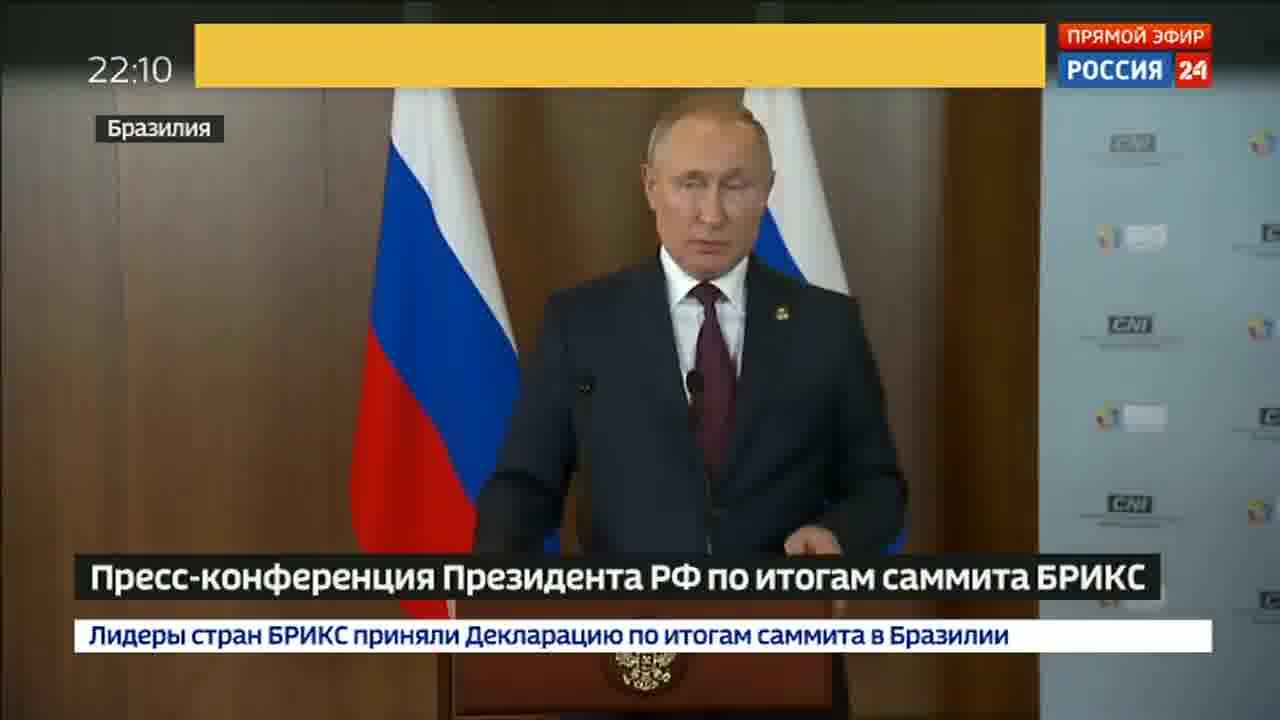 22:10
ПРЯМОЙ ЭФИР
РОССИЯ 24
Бразилия
CNI
CNI
CNI
Пресс-конференция Президента РФ по итогам саммита БРИКС
Лидеры стран БРИКС приняли Декларацию по итогам саммита в Бразилии